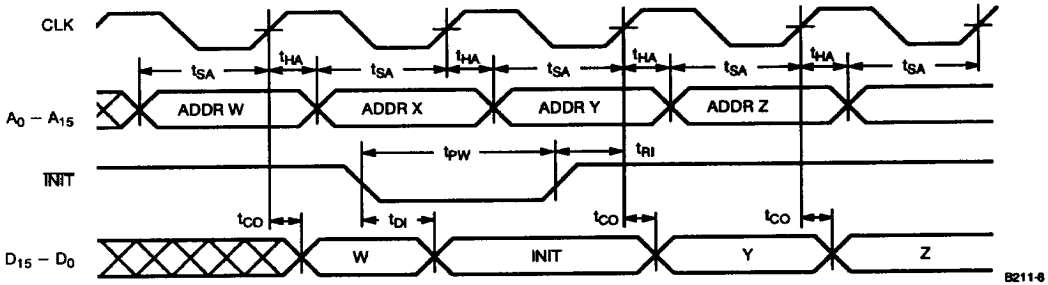 CLK
tSA tHA tSA tHA tSA tHA tSA tHA tSA
A0 – A15 ADDR W ADDR X ADDR Y ADDR Z
tPW tRI
INIT
tCO tDI tCO tCO
D15 – D0 W INIT Y Z
B211-6